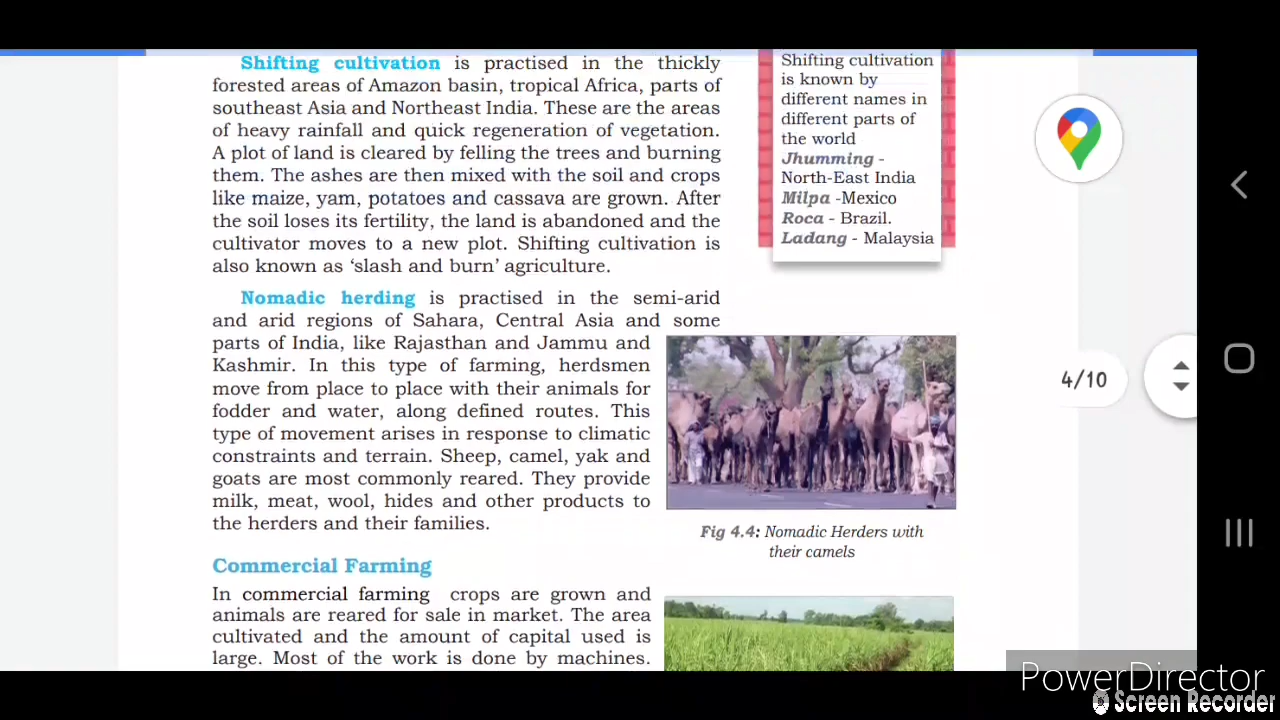 Shifting cultivation is practised in the thickly
forested areas of Amazon basin, tropical Africa, parts of
southeast Asia and Northeast India. These are the areas
of heavy rainfall and quick regeneration of vegetation.
A plot of land is cleared by felling the trees and burning
them. The ashes are then mixed with the soil and crops
like maize, yam, potatoes and cassava are grown. After
the soil loses its fertility, the land is abandoned and the
cultivator moves to a new plot. Shifting cultivation is
also known as ‘slash and burn’ agriculture.
Shifting cultivation
is known by
different names in
different parts of
the world
Jhumming -
North-East India
Milpa -Mexico
Roca - Brazil.
Ladang - Malaysia
Nomadic herding is practised in the semi-arid
and arid regions of Sahara, Central Asia and some
parts of India, like Rajasthan and Jammu and
Kashmir. In this type of farming, herdsmen
move from place to place with their animals for
fodder and water, along defined routes. This
type of movement arises in response to climatic
constraints and terrain. Sheep, camel, yak and
goats are most commonly reared. They provide
milk, meat, wool, hides and other products to
the herders and their families.
Fig 4.4: Nomadic Herders with
their camels
4/10
Commercial Farming
In commercial farming crops are grown and
animals are reared for sale in market. The area
cultivated and the amount of capital used is
large. Most of the work is done by machines.
PowerDirector
Screen Recorder